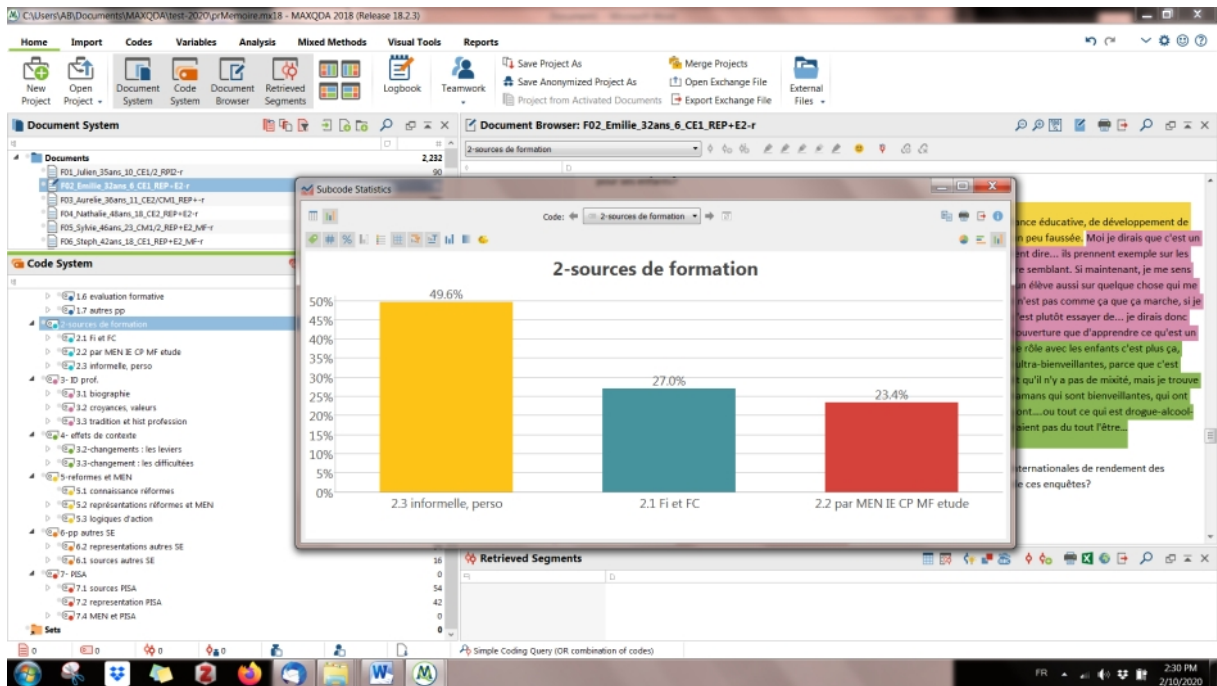 C:\Users\AB\Documents\MAXQDA\test-2020\prMemoire.mx18 - MAXQDA 2018 (Release 18.2.3)
Home Import Codes Variables Analysis Mixed Methods Visual Tools Reports
New Project
Open Project
Document System
Code System
Document Browser
Retrieved Segments
Logbook
Teamwork
Save Project As
Save Anonymized Project As
Project from Activated Documents
Merge Projects
Open Exchange File
Export Exchange File
External Files
Document System
Documents 2,232
F01_Julien_35ans_10_CE1/2_RPI2-r 90
F02_Emilie_32ans_6_CE1_REP+E2-r
F03_Aurelie_36ans_11_CE2/CM1_REP+-r
F04_Nathalie_48ans_18_CE2_REP+E2-r
F05_Sylvie_46ans_23_CM1/2_REP+E2_MF-r
F06_Steph_42ans_18_CE1_REP+E2_MF-r
Code System
1.6 evaluation formative
1.7 autres pp
2-sources de formation
2.1 Fi et FC
2.2 par MEN IE CP MF etude
2.3 informelle, perso
3- ID prof.
3.1 biographie
3.2 croyances, valeurs
3.3 tradition et hist profession
4- effets de contexte
3.2-changements : les leviers
3.3-changement : les difficultées
5-reformes et MEN
5.1 connaissance réformes
5.2 représentations réformes et MEN
5.3 logiques d'action
6-pp autres SE
6.2 representations autres SE
6.1 sources autres SE 16
7- PISA 0
7.1 sources PISA 54
7.2 representation PISA 42
7.4 MEN et PISA 0
Sets 0
Document Browser: F02_Emilie_32ans_6_CE1_REP+E2-r
2-sources de formation
Subcode Statistics
Code: 2-sources de formation
2-sources de formation
50%
45%
40%
35%
30%
25%
20%
15%
10%
5%
0%
49.6%
27.0%
23.4%
2.3 informelle, perso
2.1 Fi et FC
2.2 par MEN IE CP MF etude
ance éducative, de développement de
n peu faussée. Moi je dirais que c'est un
ent dire... ils prennent exemple sur les
re semblant. Si maintenant, je me sens
un élève aussi sur quelque chose qui me
n'est pas comme ça que ça marche, si je
'est plutôt essayer de... je dirais donc
ouverture que d'apprendre ce qu'est un
e rôle avec les enfants c'est plus ça,
ultra-bienveillantes, parce que c'est
t qu'il n'y a pas de mixité, mais je trouve
amans qui sont bienveillantes, qui ont
ont....ou tout ce qui est drogue-alcool-
aient pas du tout l'être...
internationales de rendement des
e ces enquêtes?
Retrieved Segments
0 0 0 0
Simple Coding Query (OR combination of codes)
FR
2:30 PM
2/10/2020